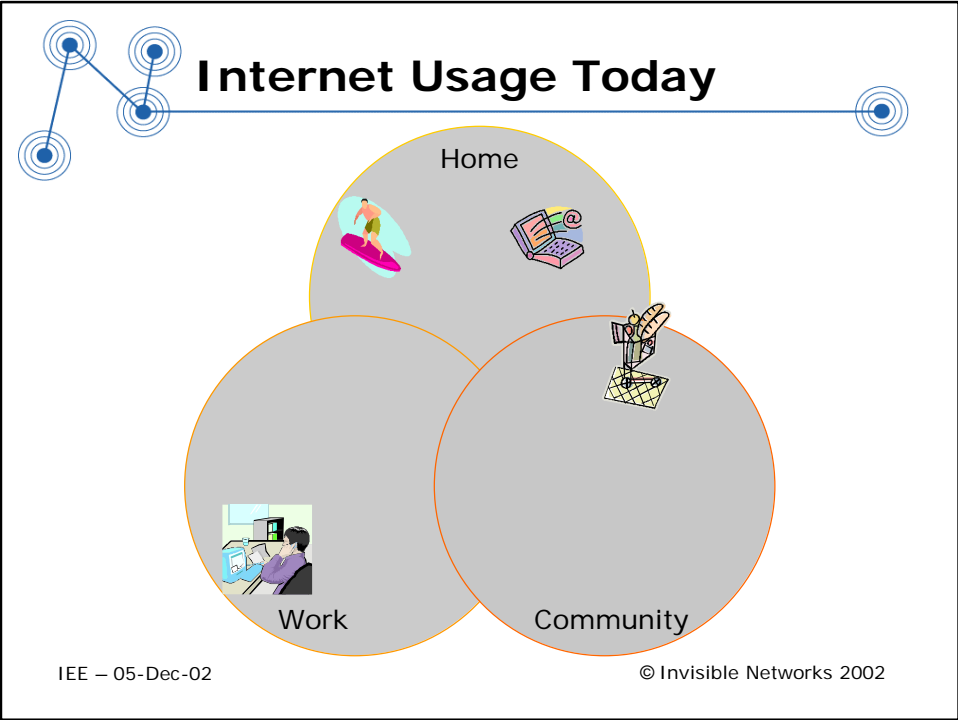 Internet Usage Today
Home
Work
Community
IEE – 05-Dec-02
© Invisible Networks 2002